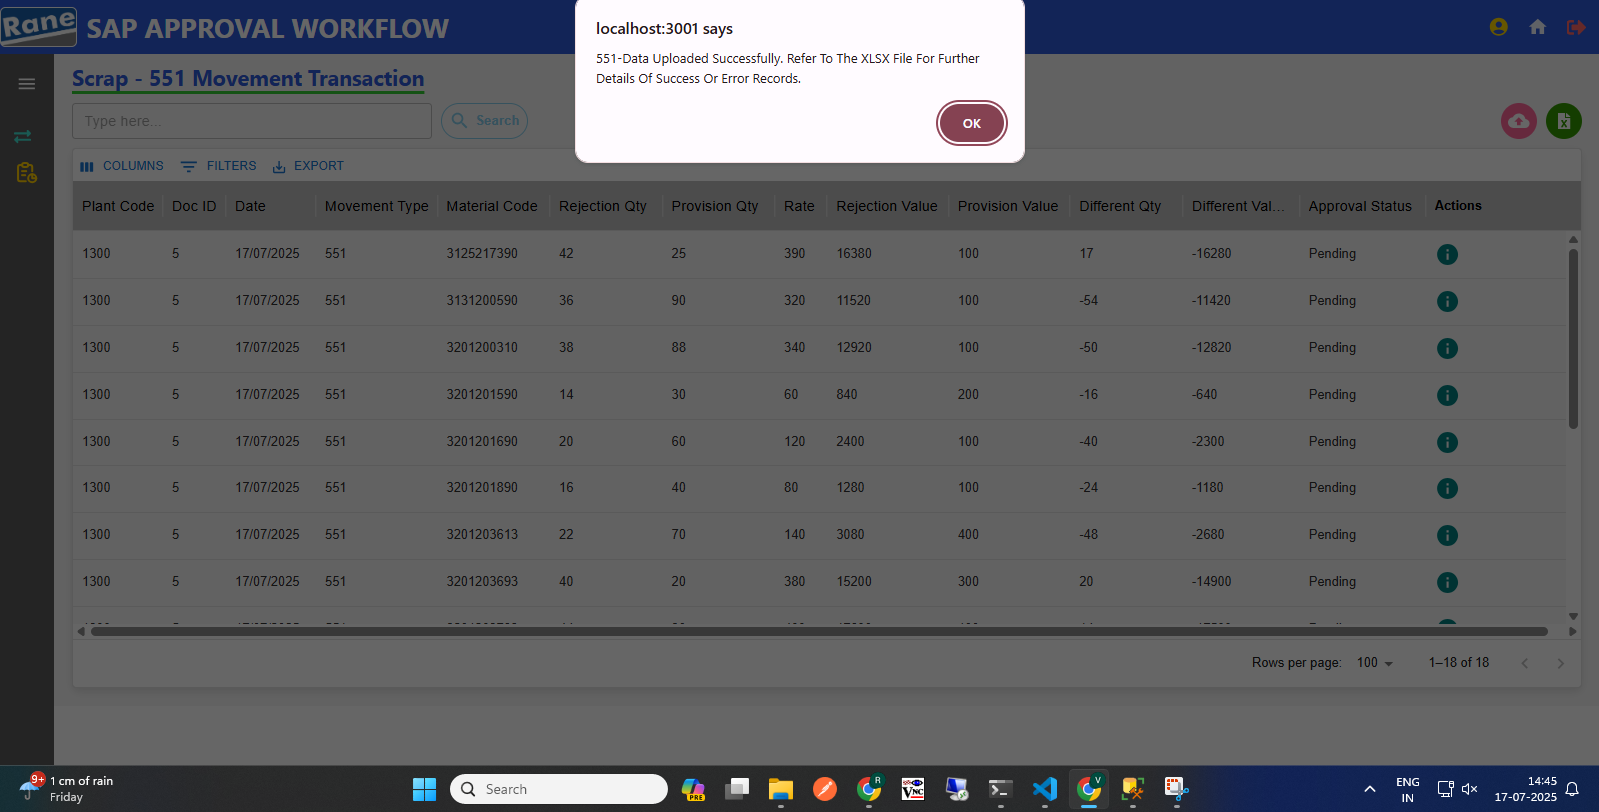 Rane
SAP APPROVAL WORKFLOW
localhost:3001 says
551-Data Uploaded Successfully. Refer To The XLSX File For Further
Details Of Success Or Error Records.
OK
Scrap - 551 Movement Transaction
Type here...
Search
COLUMNS FILTERS EXPORT
Plant Code Doc ID Date Movement Type Material Code Rejection Qty Provision Qty Rate Rejection Value Provision Value Different Qty Different Val... Approval Status Actions
1300 5 17/07/2025 551 3125217390 42 25 390 16380 100 17 -16280 Pending
1300 5 17/07/2025 551 3131200590 36 90 320 11520 100 -54 -11420 Pending
1300 5 17/07/2025 551 3201200310 38 88 340 12920 100 -50 -12820 Pending
1300 5 17/07/2025 551 3201201590 14 30 60 840 200 -16 -640 Pending
1300 5 17/07/2025 551 3201201690 20 60 120 2400 100 -40 -2300 Pending
1300 5 17/07/2025 551 3201201890 16 40 80 1280 100 -24 -1180 Pending
1300 5 17/07/2025 551 3201203613 22 70 140 3080 400 -48 -2680 Pending
1300 5 17/07/2025 551 3201203693 40 20 380 15200 300 20 -14900 Pending
Rows per page: 100 1–18 of 18
9+
1 cm of rain
Friday
Search
PRE
R
VNC
V
ENG
IN
14:45
17-07-2025